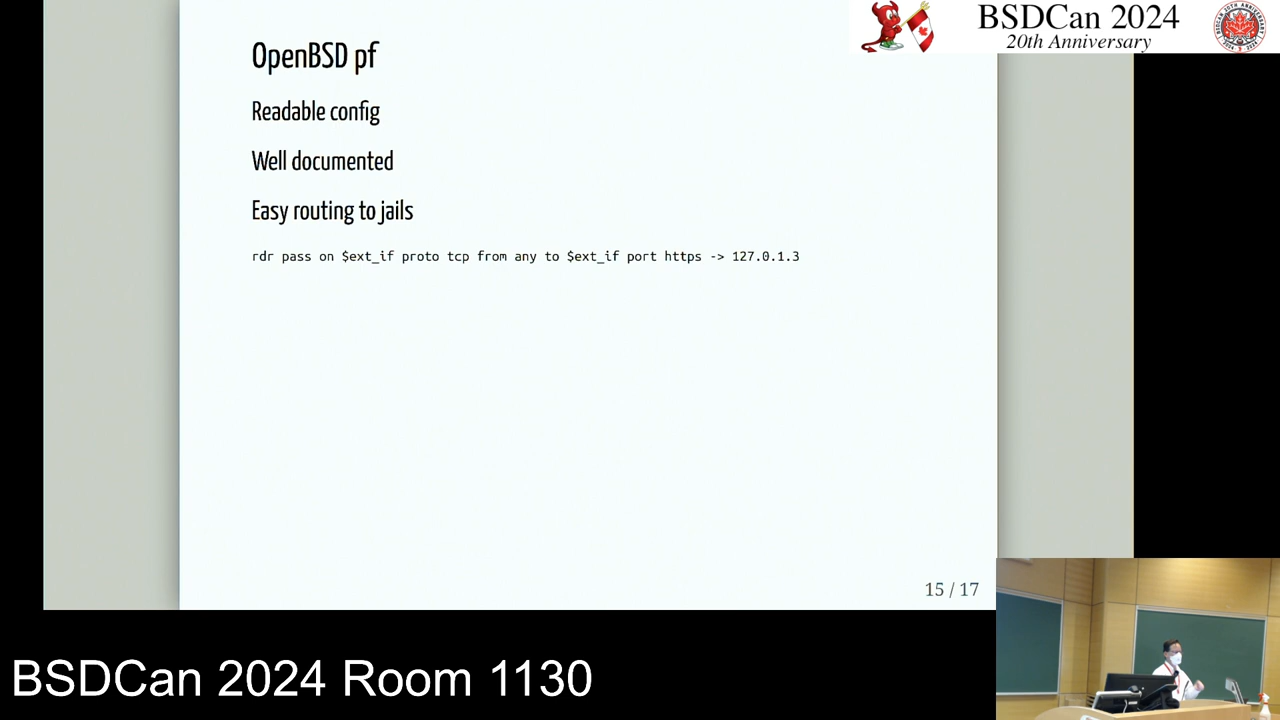 BSDCan 2024
20th Anniversary
OpenBSD pf
Readable config
Well documented
Easy routing to jails
rdr pass on $ext_if proto tcp from any to $ext_if port https -> 127.0.1.3
15 / 17
BSDCan 2024 Room 1130